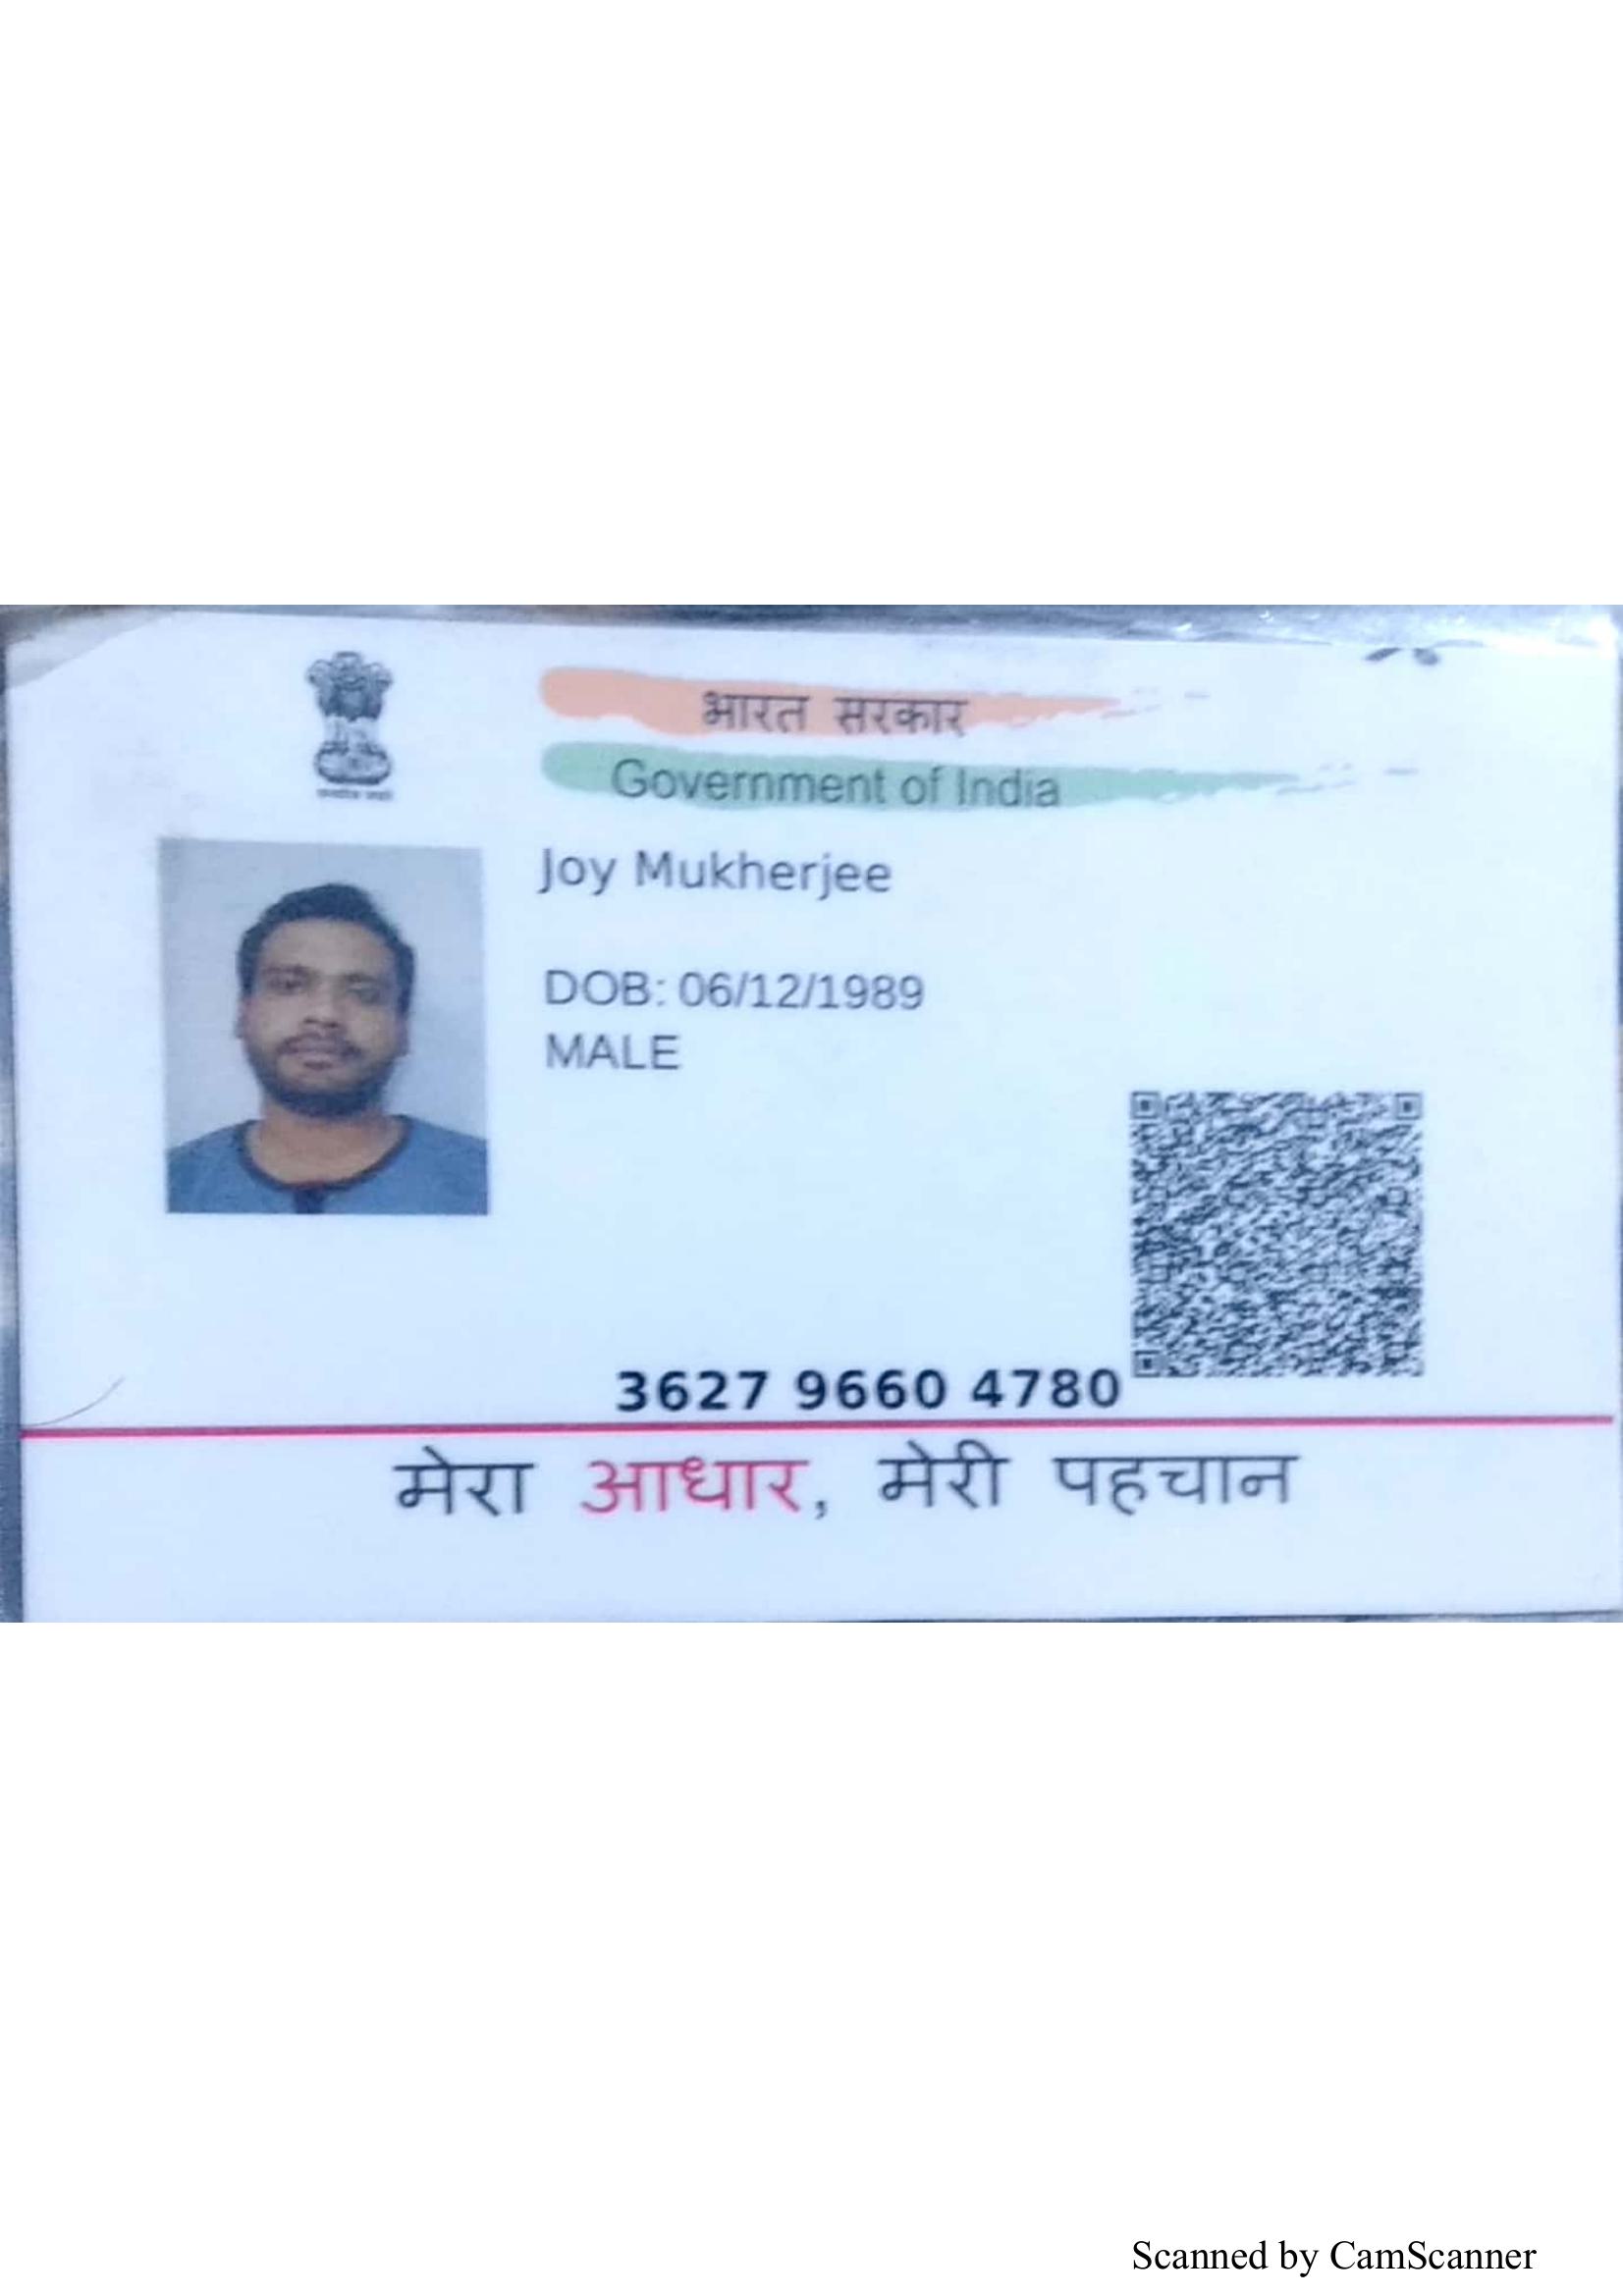 भारत सरकार
Government of India
Joy Mukherjee
DOB: 06/12/1989
MALE
3627 9660 4780
मेरा आधार, मेरी पहचान
Scanned by CamScanner